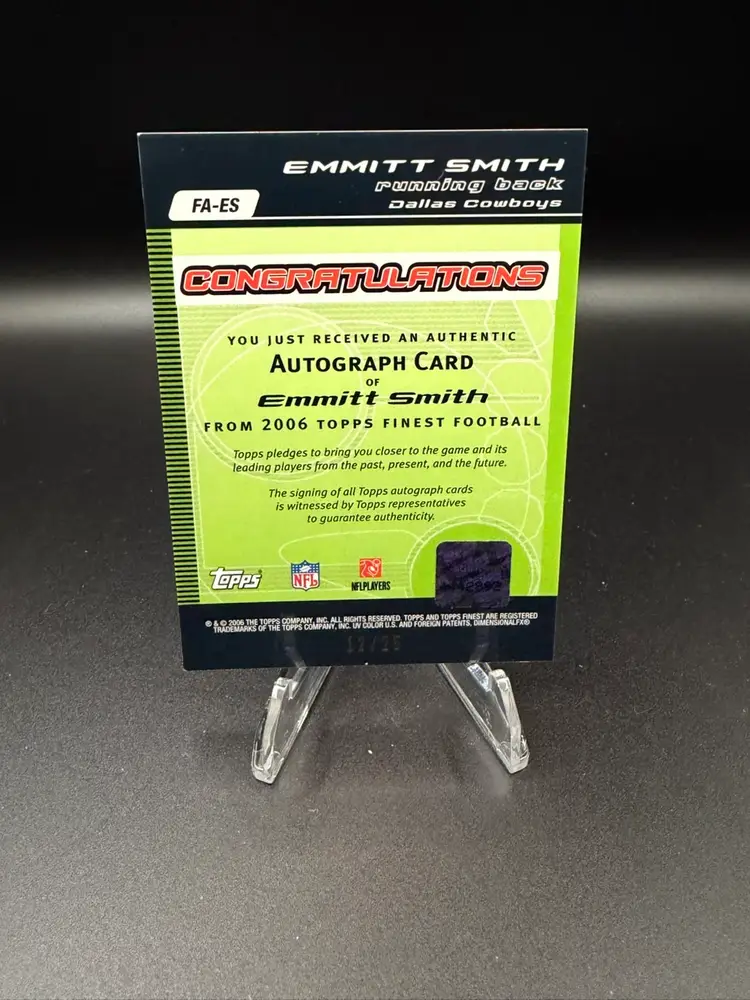 EMMITT SMITH
running back
Dallas Cowboys
FA-ES
CONGRATULATIONS
YOU JUST RECEIVED AN AUTHENTIC
AUTOGRAPH CARD
OF
Emmitt Smith
FROM 2006 TOPPS FINEST FOOTBALL
Topps pledges to bring you closer to the game and its
leading players from the past, present, and the future.
The signing of all Topps autograph cards
is witnessed by Topps representatives
to guarantee authenticity.
topps
NFL
NFLPLAYERS
® & © 2006 THE TOPPS COMPANY, INC. ALL RIGHTS RESERVED. TOPPS AND TOPPS FINEST ARE REGISTERED
TRADEMARKS OF THE TOPPS COMPANY, INC. UV COLOR U.S. AND FOREIGN PATENTS, DIMENSIONALFX®
12/25